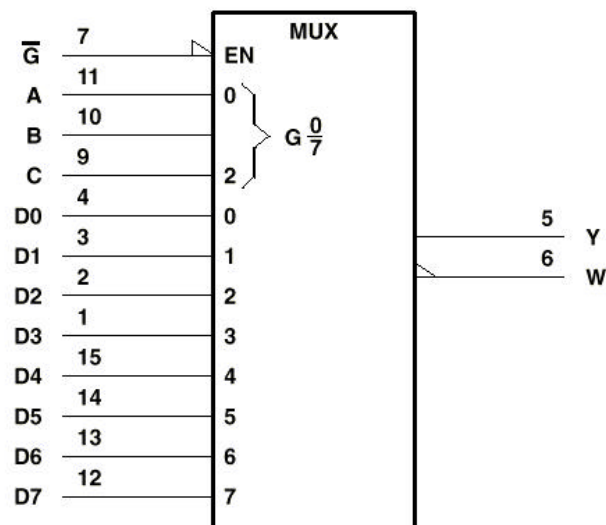 MUX
G̅ 7 EN
A 11 0
B 10
G 0/7
C 9 2
D0 4 0
D1 3 1
D2 2 2
D3 1 3
D4 15 4
D5 14 5
D6 13 6
D7 12 7
5 Y
6 W